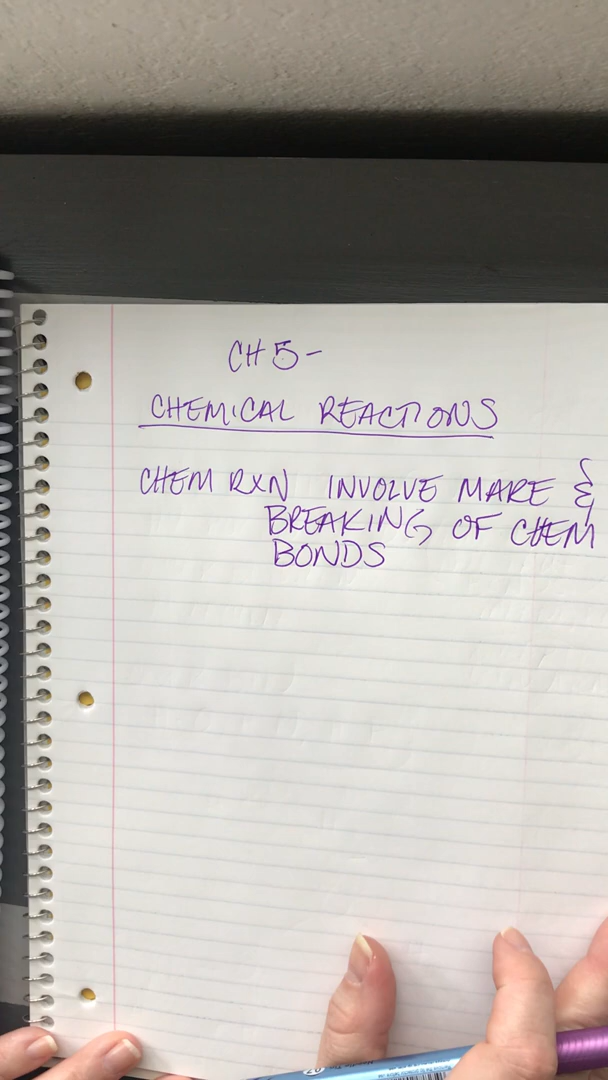 CH 5-
CHEMICAL REACTIONS
CHEM RXN INVOLVE MAKE &
BREAKING OF CHEM
BONDS